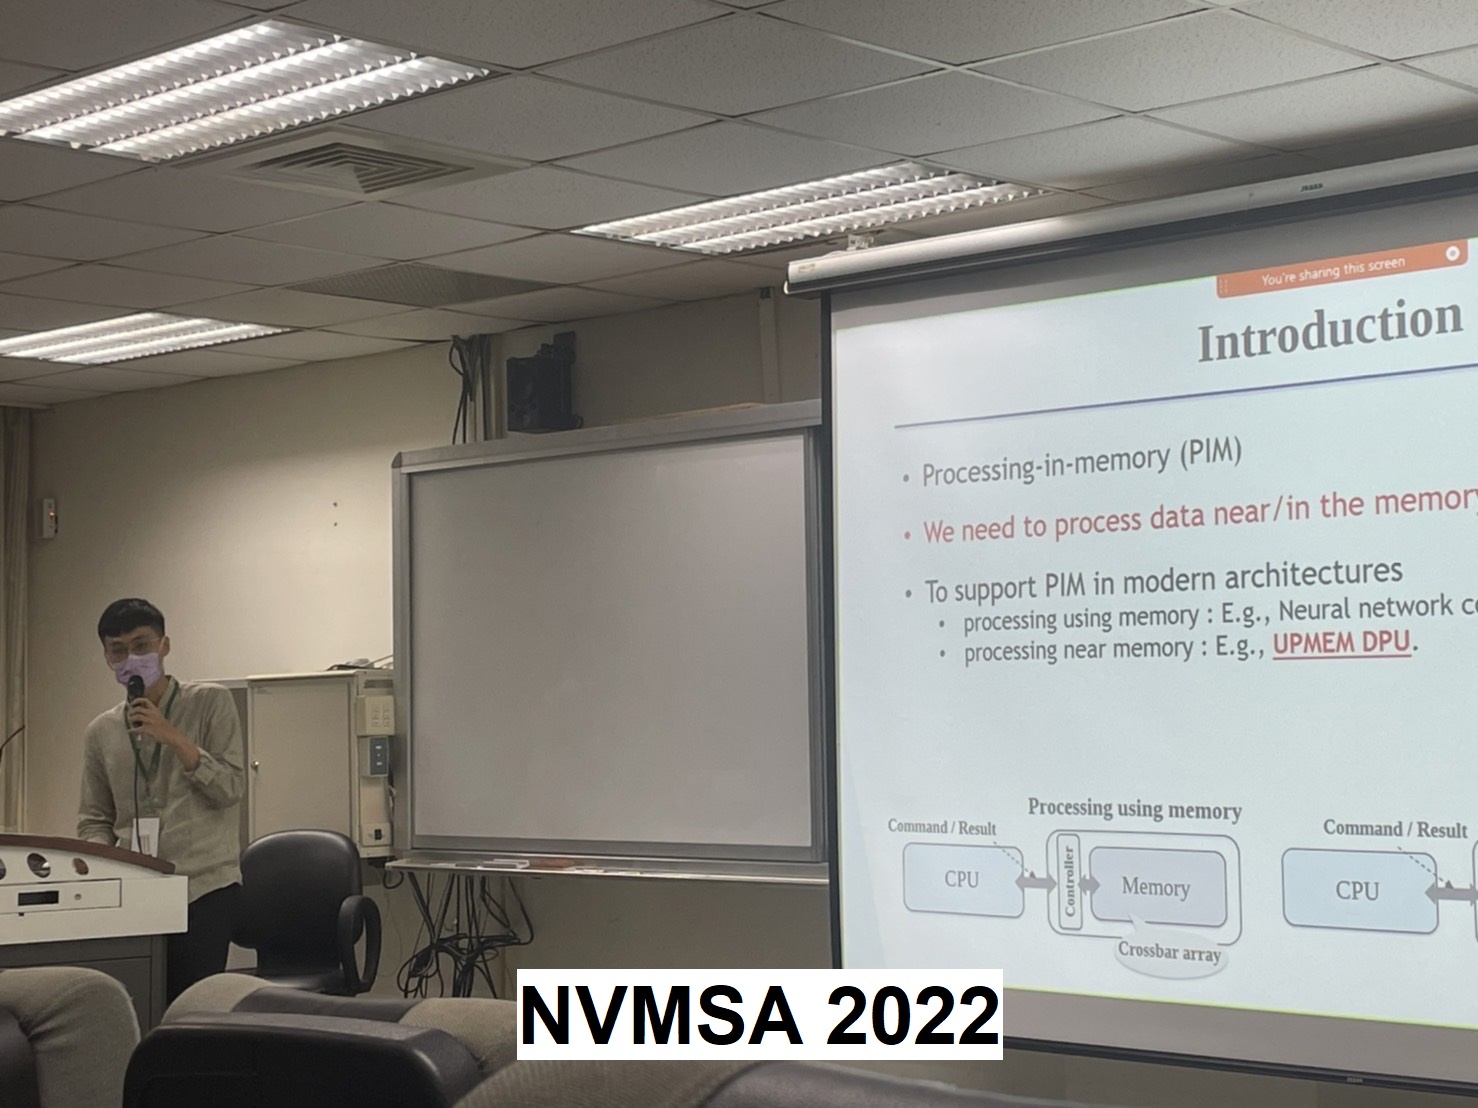 You're sharing this screen
Introduction
• Processing-in-memory (PIM)
• We need to process data near/in the memory
• To support PIM in modern architectures
• processing using memory : E.g., Neural network
• processing near memory : E.g., UPMEM DPU.
Processing using memory
Command / Result
CPU
Controller
Memory
Crossbar array
Command / Result
CPU
NVMSA 2022